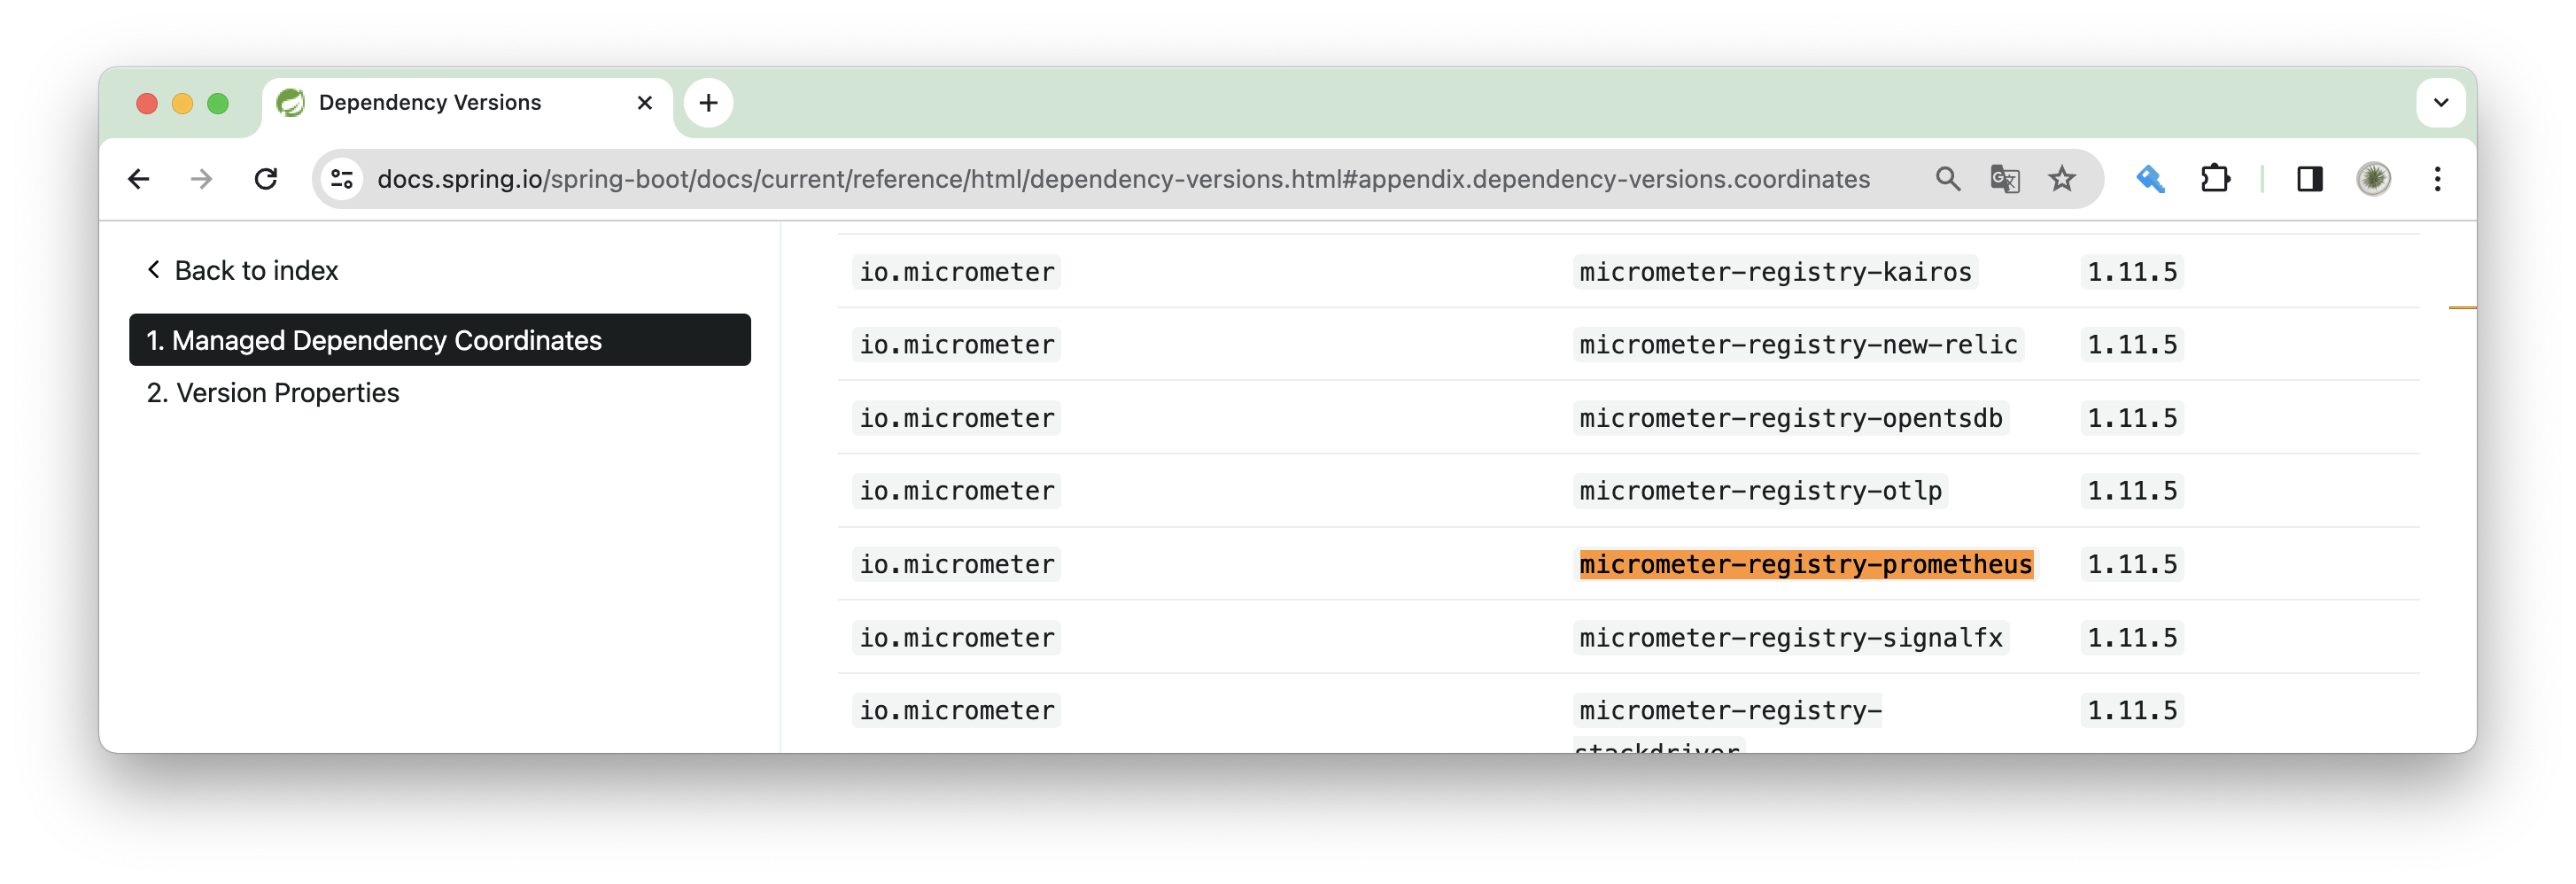 Dependency Versions
docs.spring.io/spring-boot/docs/current/reference/html/dependency-versions.html#appendix.dependency-versions.coordinates
Back to index
1. Managed Dependency Coordinates
2. Version Properties
io.micrometer micrometer-registry-kairos 1.11.5
io.micrometer micrometer-registry-new-relic 1.11.5
io.micrometer micrometer-registry-opentsdb 1.11.5
io.micrometer micrometer-registry-otlp 1.11.5
io.micrometer micrometer-registry-prometheus 1.11.5
io.micrometer micrometer-registry-signalfx 1.11.5
io.micrometer micrometer-registry- 1.11.5
stackdriver